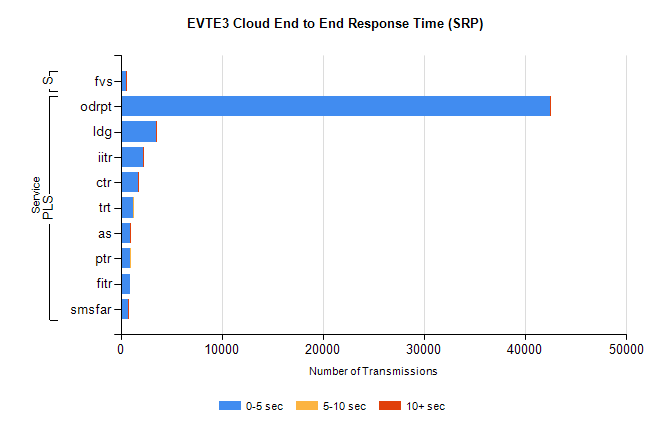 EVTE3 Cloud End to End Response Time (SRP)
S
fvs
odrpt
ldg
iitr
ctr
Service
PLS
trt
as
ptr
fitr
smsfar
0
10000
20000
30000
40000
50000
Number of Transmissions
0-5 sec
5-10 sec
10+ sec